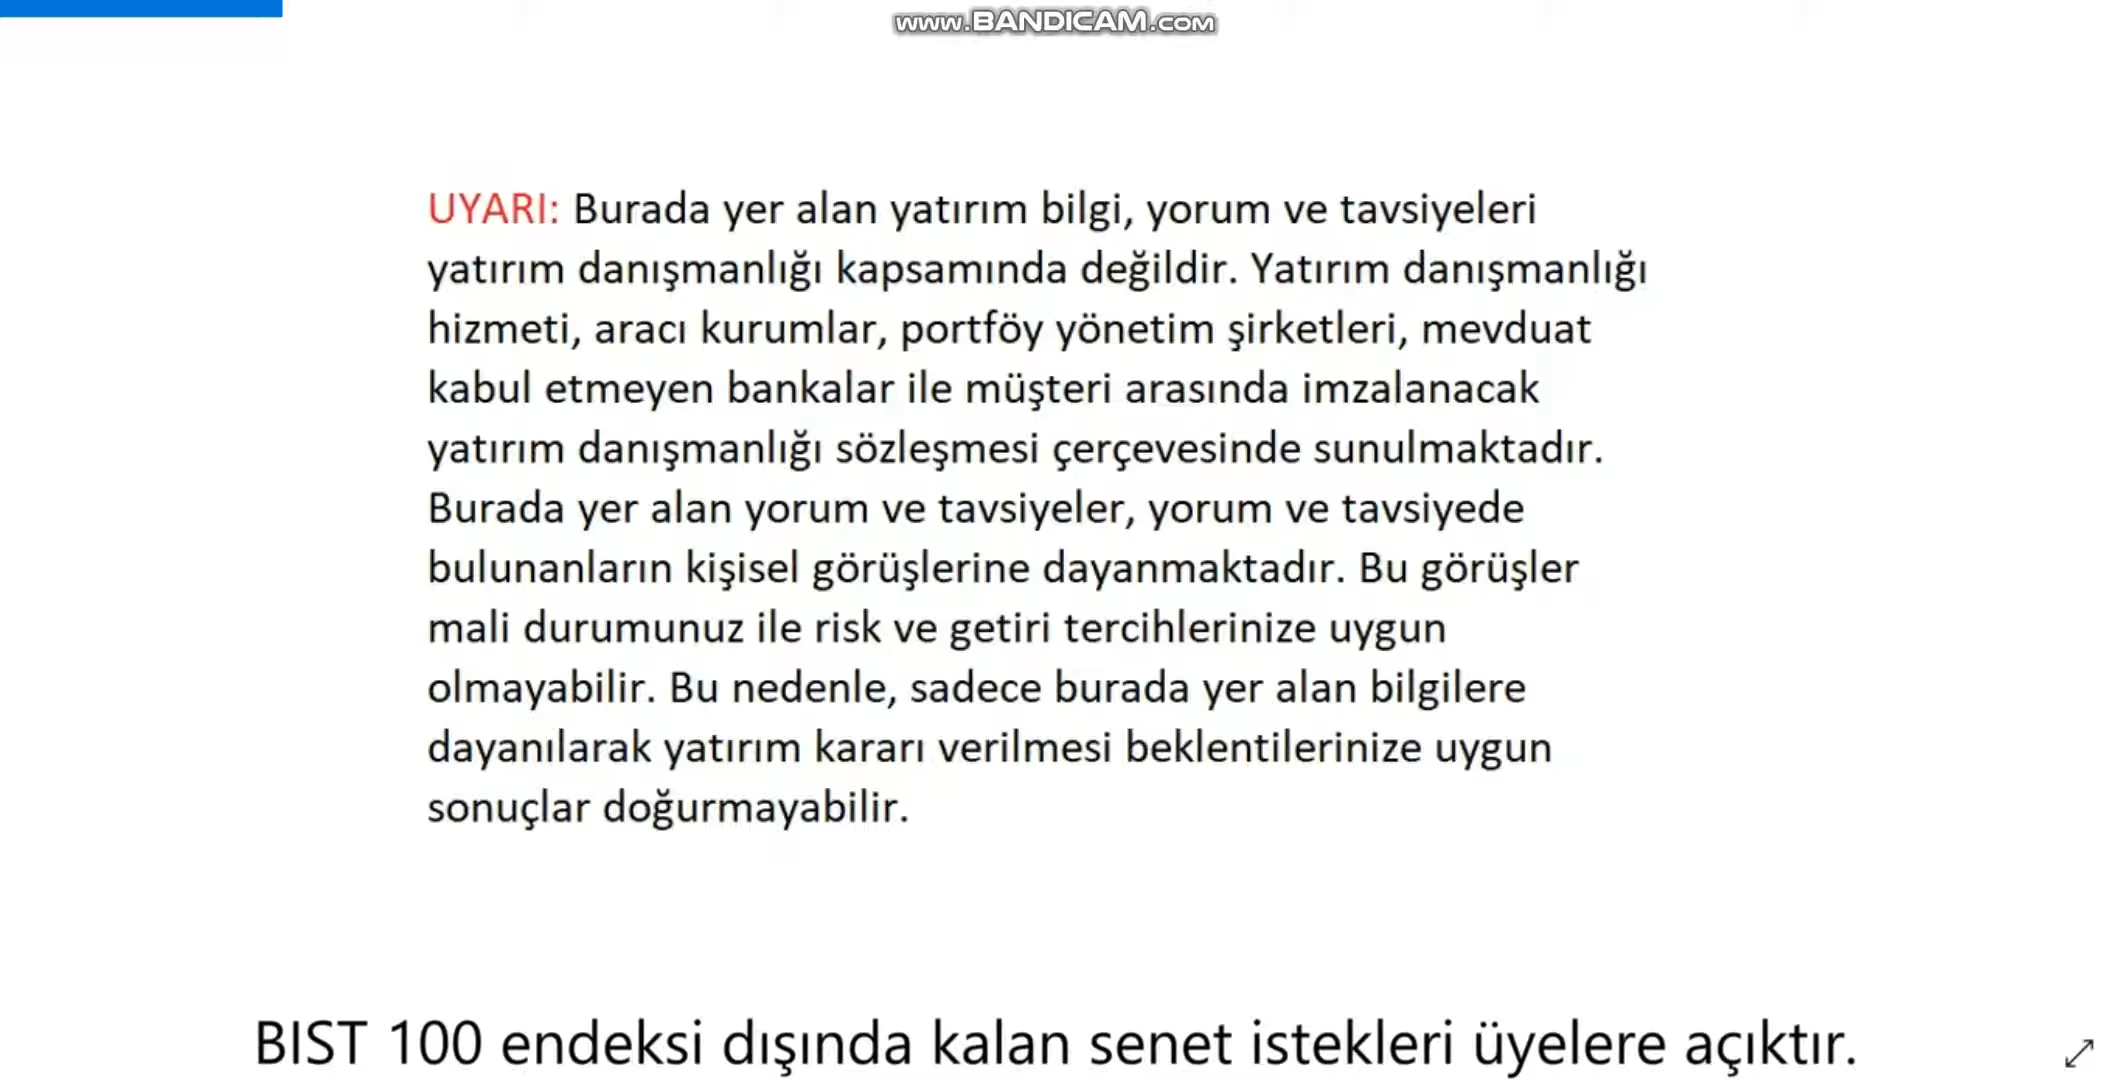 www.BANDICAM.com
UYARI: Burada yer alan yatırım bilgi, yorum ve tavsiyeleri
yatırım danışmanlığı kapsamında değildir. Yatırım danışmanlığı
hizmeti, aracı kurumlar, portföy yönetim şirketleri, mevduat
kabul etmeyen bankalar ile müşteri arasında imzalanacak
yatırım danışmanlığı sözleşmesi çerçevesinde sunulmaktadır.
Burada yer alan yorum ve tavsiyeler, yorum ve tavsiyede
bulunanların kişisel görüşlerine dayanmaktadır. Bu görüşler
mali durumunuz ile risk ve getiri tercihlerinize uygun
olmayabilir. Bu nedenle, sadece burada yer alan bilgilere
dayanılarak yatırım kararı verilmesi beklentilerinize uygun
sonuçlar doğurmayabilir.
BIST 100 endeksi dışında kalan senet istekleri üyelere açıktır.